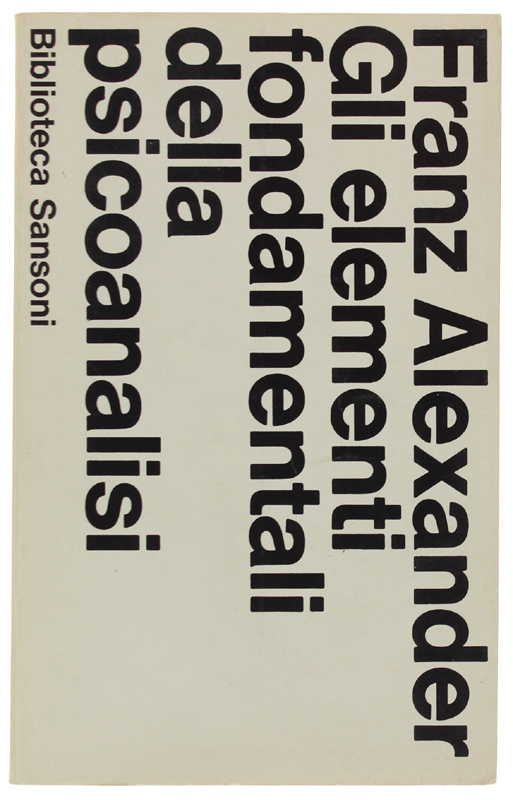 Franz Alexander
Gli elementi
fondamentali
della
psicoanalisi
Biblioteca Sansoni